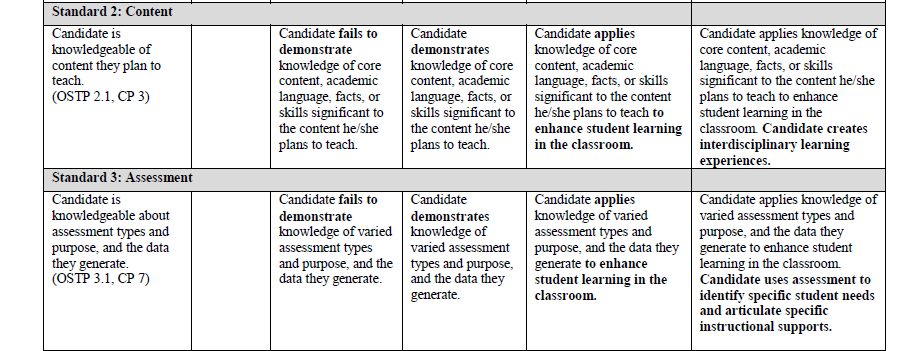 Standard 2: Content
Candidate is
knowledgeable of
content they plan to
teach.
(OSTP 2.1, CP 3)
Candidate fails to
demonstrate
knowledge of core
content, academic
language, facts, or
skills significant to
the content he/she
plans to teach.
Candidate
demonstrates
knowledge of core
content, academic
language, facts, or
skills significant to
the content he/she
plans to teach.
Candidate applies
knowledge of core
content, academic
language, facts, or skills
significant to the content
he/she plans to teach to
enhance student learning
in the classroom.
Candidate applies knowledge of
core content, academic
language, facts, or skills
significant to the content he/she
plans to teach to enhance
student learning in the
classroom. Candidate creates
interdisciplinary learning
experiences.
Standard 3: Assessment
Candidate is
knowledgeable about
assessment types and
purpose, and the data
they generate.
(OSTP 3.1, CP 7)
Candidate fails to
demonstrate
knowledge of varied
assessment types
and purpose, and the
data they generate.
Candidate
demonstrates
knowledge of
varied assessment
types and purpose,
and the data they
generate.
Candidate applies
knowledge of varied
assessment types and
purpose, and the data they
generate to enhance
student learning in the
classroom.
Candidate applies knowledge of
varied assessment types and
purpose, and the data they
generate to enhance student
learning in the classroom.
Candidate uses assessment to
identify specific student needs
and articulate specific
instructional supports.